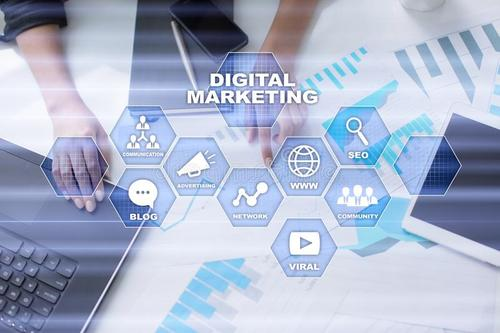 DIGITAL
MARKETING
COMMUNICATION
ADVERTISING
WWW
SEO
BLOG
NETWORK
COMMUNITY
VIRAL